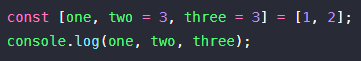 const [one, two = 3, three = 3] = [1, 2];
console.log(one, two, three);